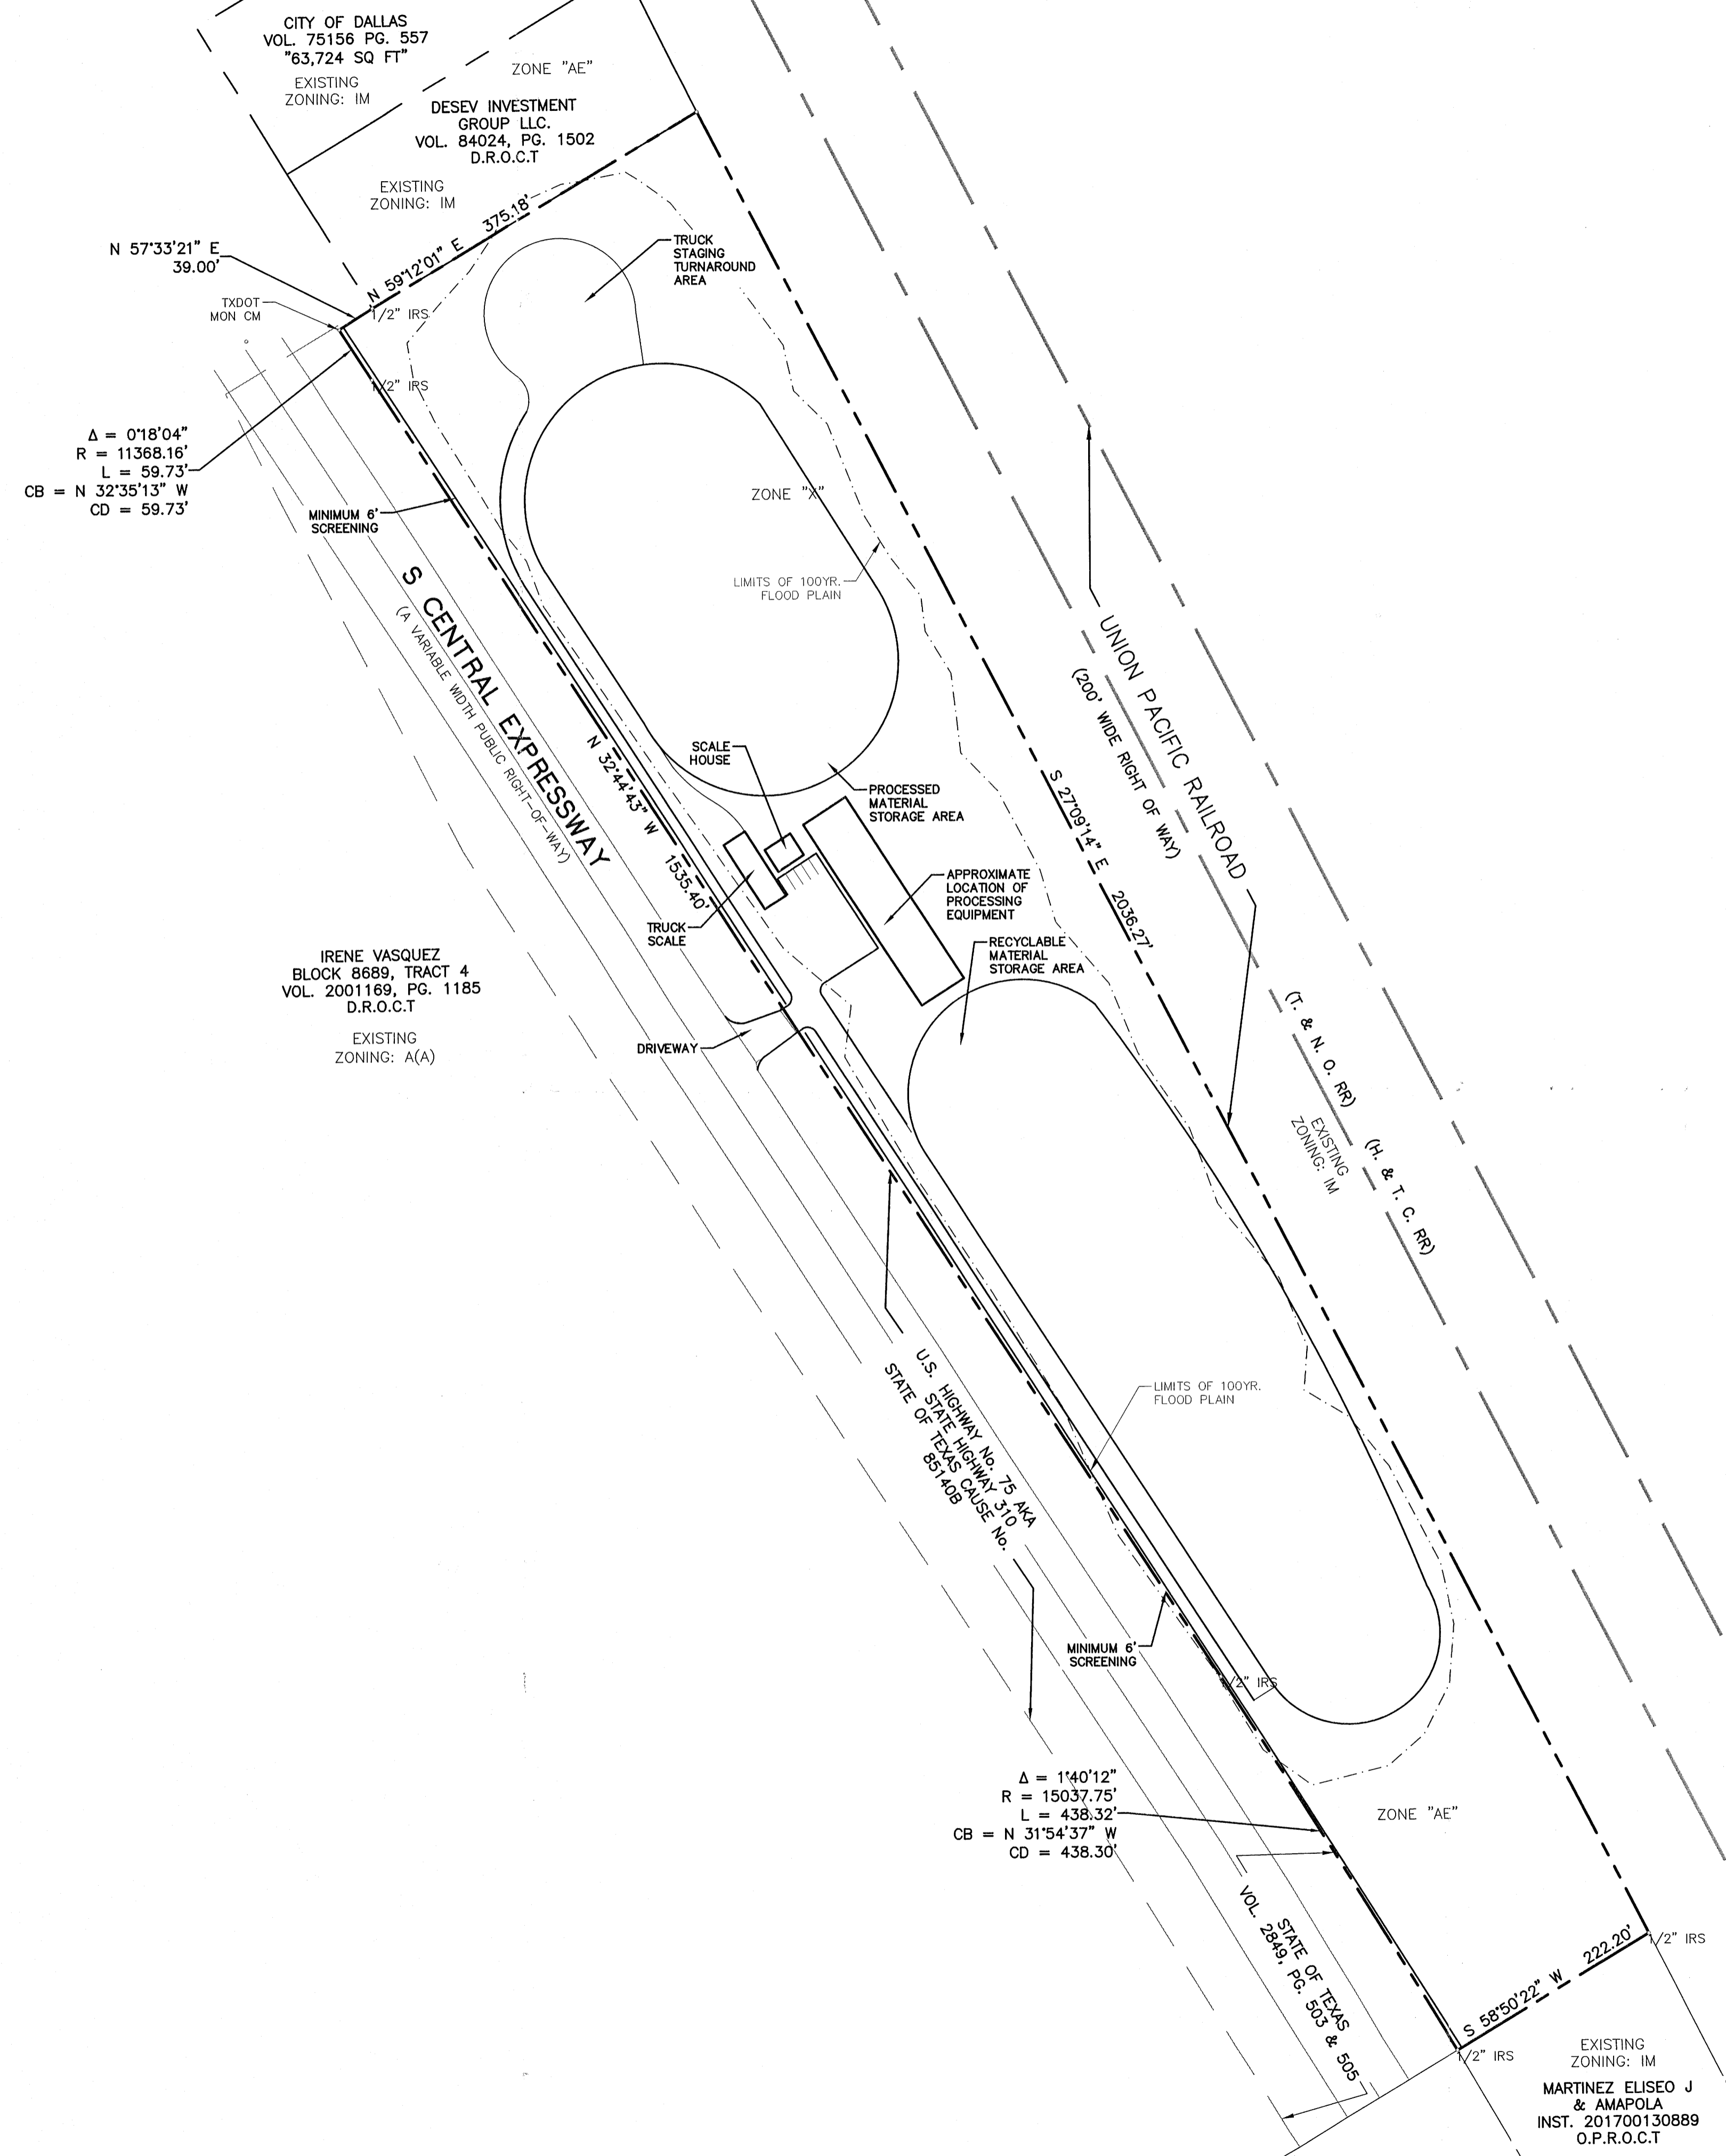 CITY OF DALLAS
VOL. 75156 PG. 557
"63,724 SQ FT"
EXISTING
ZONING: IM
ZONE "AE"
DESEV INVESTMENT
GROUP LLC.
VOL. 84024, PG. 1502
D.R.O.C.T
EXISTING
ZONING: IM
N 57°33'21" E
39.00'
N 59°12'01" E 375.18'
TXDOT
MON CM
1/2" IRS
1/2" IRS
TRUCK
STAGING
TURNAROUND
AREA
Δ = 0°18'04"
R = 11368.16'
L = 59.73'
CB = N 32°35'13" W
CD = 59.73'
MINIMUM 6'
SCREENING
ZONE "X"
LIMITS OF 100YR.
FLOOD PLAIN
S CENTRAL EXPRESSWAY
(A VARIABLE WIDTH PUBLIC RIGHT-OF-WAY)
N 32°44'43" W 1535.40'
UNION PACIFIC RAILROAD
(200' WIDE RIGHT OF WAY)
S 27°09'14" E 2036.27'
SCALE
HOUSE
PROCESSED
MATERIAL
STORAGE AREA
APPROXIMATE
LOCATION OF
PROCESSING
EQUIPMENT
TRUCK
SCALE
RECYCLABLE
MATERIAL
STORAGE AREA
IRENE VASQUEZ
BLOCK 8689, TRACT 4
VOL. 2001169, PG. 1185
D.R.O.C.T
EXISTING
ZONING: A(A)
DRIVEWAY
(T. & N. O. RR)
(H. & T. C. RR)
EXISTING
ZONING: IM
U.S. HIGHWAY No. 75 AKA
STATE HIGHWAY 310
STATE OF TEXAS CAUSE No.
85140B
LIMITS OF 100YR.
FLOOD PLAIN
MINIMUM 6'
SCREENING
1/2" IRS
Δ = 1°40'12"
R = 15037.75'
L = 438.32'
CB = N 31°54'37" W
CD = 438.30'
ZONE "AE"
STATE OF TEXAS
VOL. 2849, PG. 503 & 505
S 58°50'22" W 222.20'
1/2" IRS
1/2" IRS
EXISTING
ZONING: IM
MARTINEZ ELISEO J
& AMAPOLA
INST. 201700130889
O.P.R.O.C.T